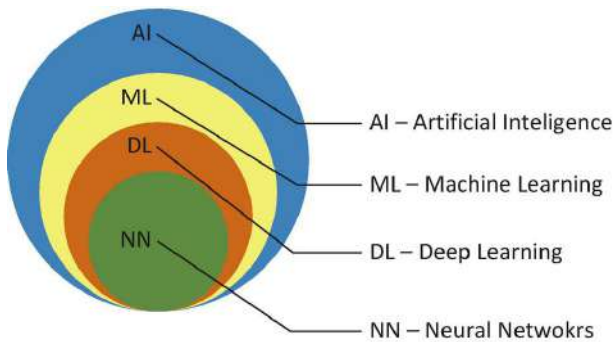 AI
ML
DL
NN
AI – Artificial Inteligence
ML – Machine Learning
DL – Deep Learning
NN – Neural Netwokrs